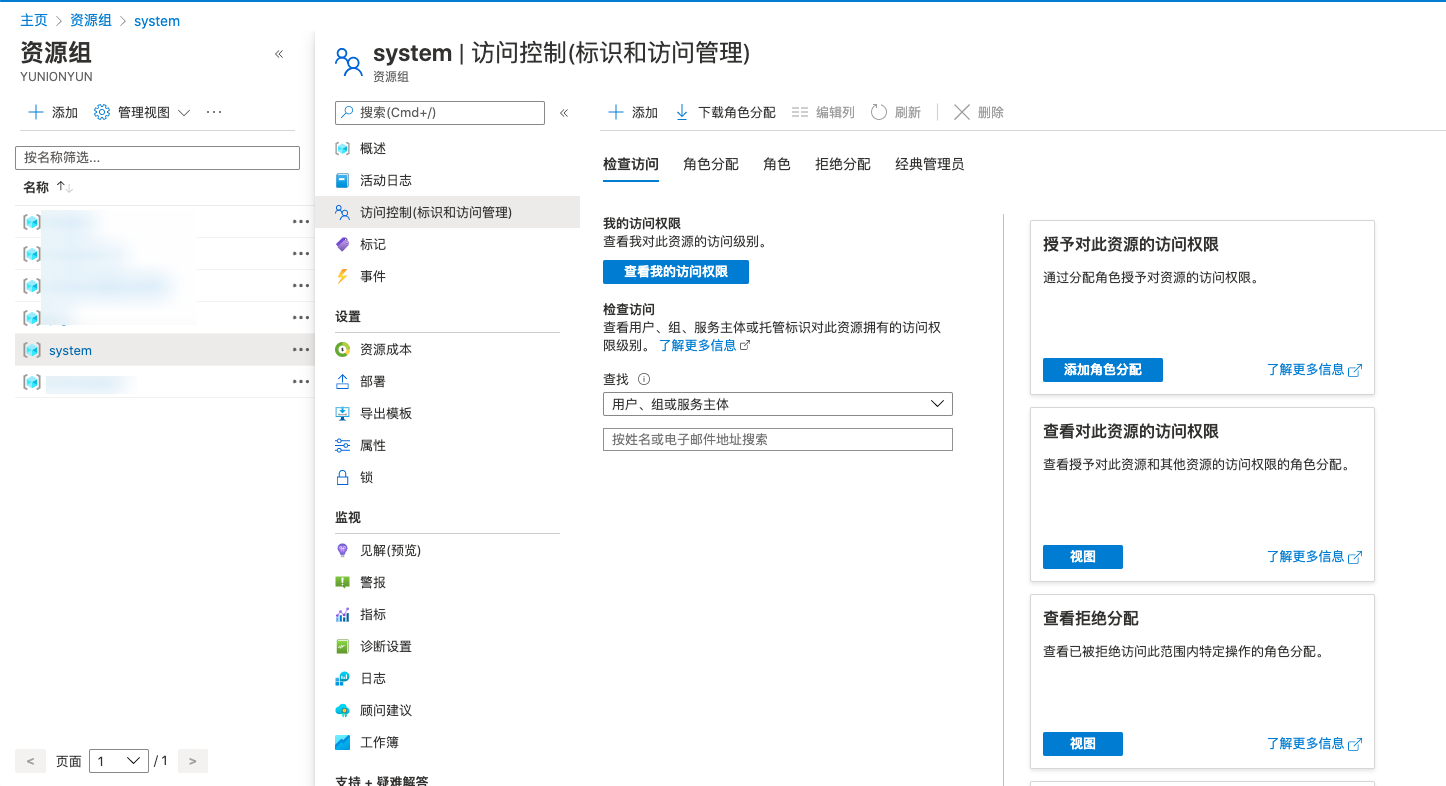 主页 > 资源组 > system
资源组
YUNIONYUN
«
添加 管理视图 ···
按名称筛选...
名称 ↑↓
···
···
···
···
system ···
···
< 页面 1 / 1 >
system | 访问控制(标识和访问管理)
资源组
搜索(Cmd+/) «
概述
活动日志
访问控制(标识和访问管理)
标记
事件
设置
资源成本
部署
导出模板
属性
锁
监视
见解(预览)
警报
指标
诊断设置
日志
顾问建议
工作簿
支持 + 疑难解答
添加 下载角色分配 编辑列 刷新 删除
检查访问 角色分配 角色 拒绝分配 经典管理员
我的访问权限
查看我对此资源的访问级别。
查看我的访问权限
检查访问
查看用户、组、服务主体或托管标识对此资源拥有的访问权
限级别。 了解更多信息
查找
用户、组或服务主体
按姓名或电子邮件地址搜索
授予对此资源的访问权限
通过分配角色授予对资源的访问权限。
添加角色分配 了解更多信息
查看对此资源的访问权限
查看授予对此资源和其他资源的访问权限的角色分配。
视图 了解更多信息
查看拒绝分配
查看已被拒绝访问此范围内特定操作的角色分配。
视图 了解更多信息